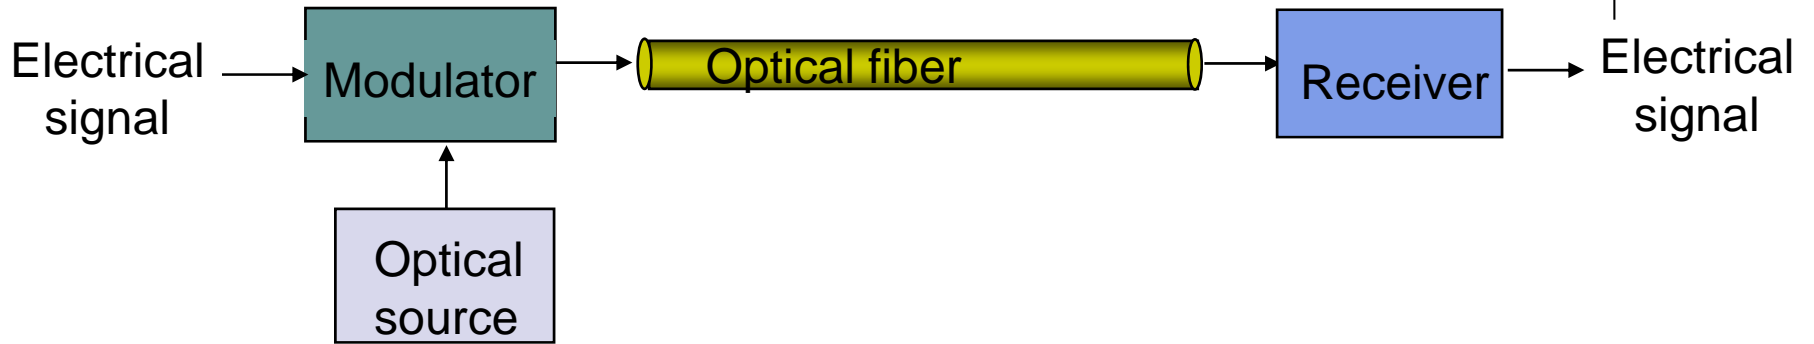 Electrical
signal
Modulator
Optical fiber
Receiver
Electrical
signal
Optical
source